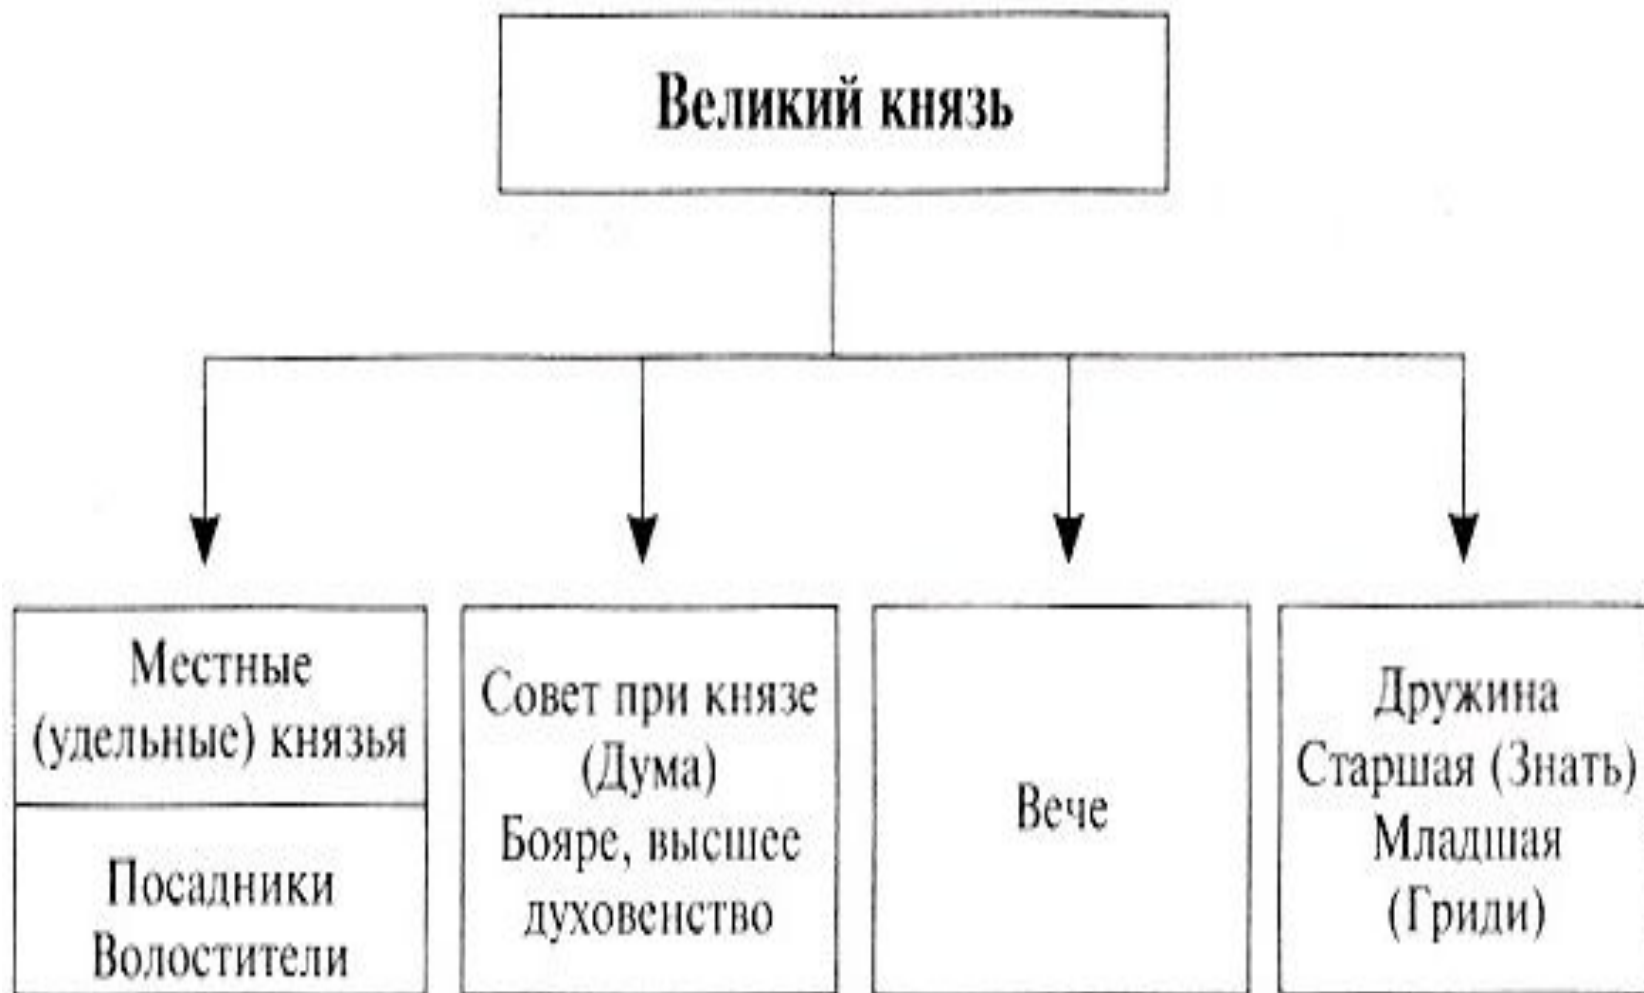 Великий князь
Местные
(удельные) князья
Посадники
Волостители
Совет при князе
(Дума)
Бояре, высшее
духовенство
Вече
Дружина
Старшая (Знать)
Младшая
(Гриди)